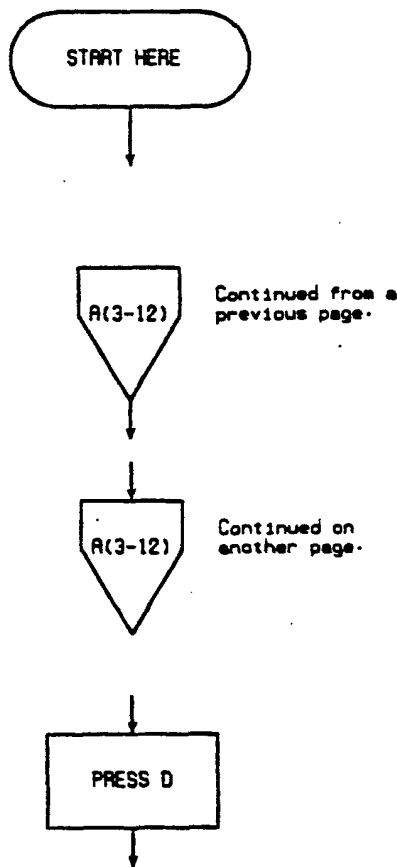 START HERE
A(3-12)
Continued from a
previous page.
A(3-12)
Continued on
another page.
PRESS D